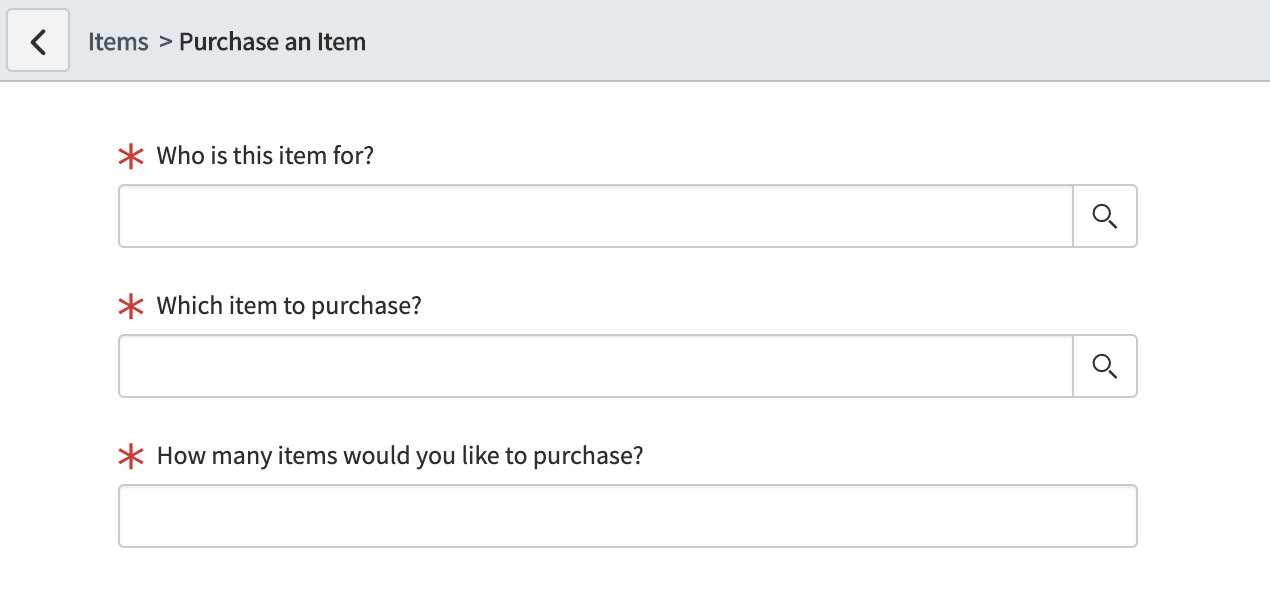 Items > Purchase an Item
Who is this item for?
Which item to purchase?
How many items would you like to purchase?